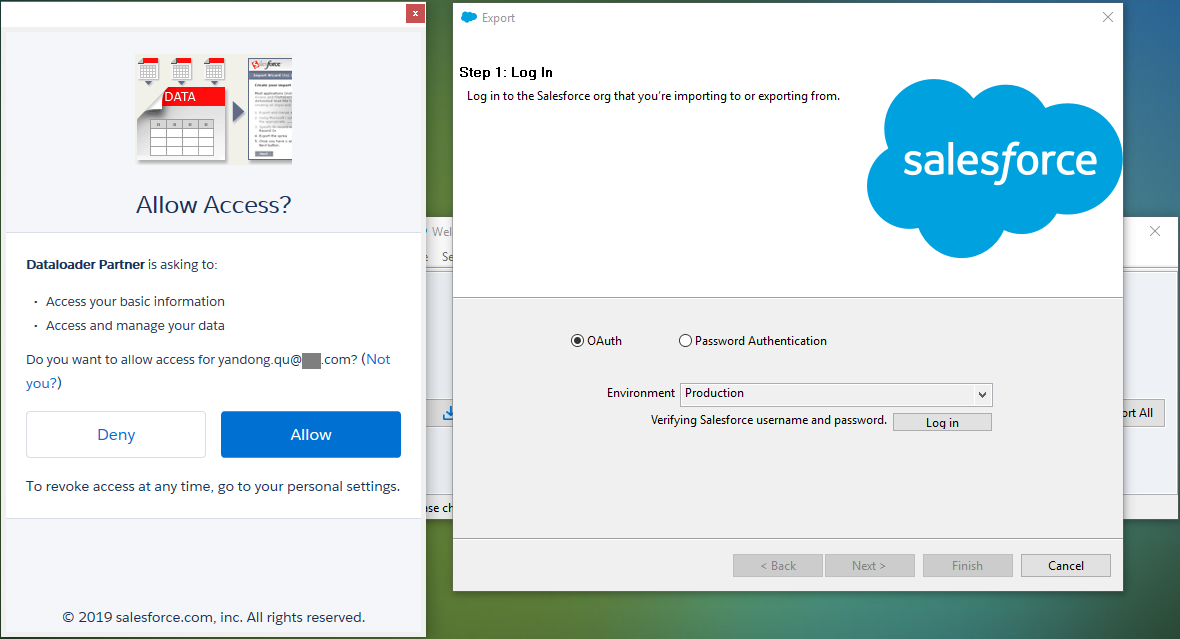 x
DATA
Allow Access?
Dataloader Partner is asking to:
• Access your basic information
• Access and manage your data
Do you want to allow access for yandong.qu@ .com? (Not
you?)
Deny
Allow
To revoke access at any time, go to your personal settings.
© 2019 salesforce.com, inc. All rights reserved.
Export
Step 1: Log In
Log in to the Salesforce org that you're importing to or exporting from.
salesforce
OAuth
Password Authentication
Environment
Production
Verifying Salesforce username and password.
Log in
< Back
Next >
Finish
Cancel
Wel
Se
ort All
ase ch